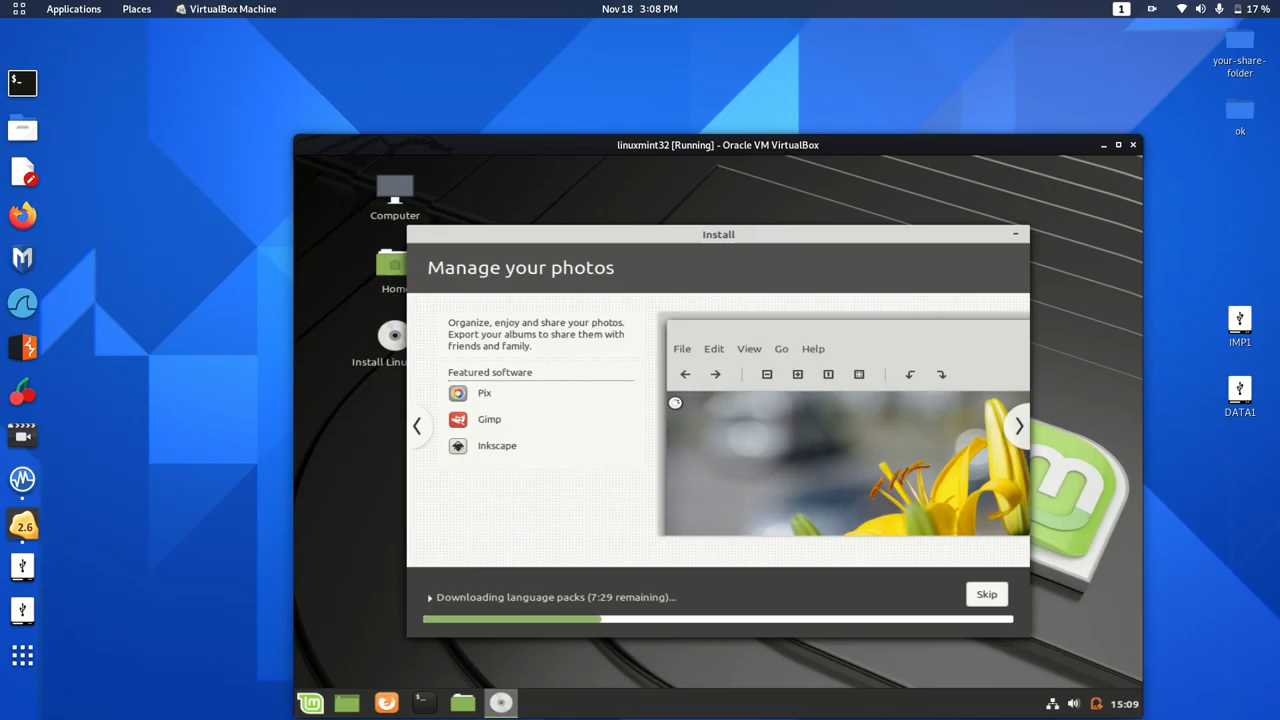 Applications
Places
VirtualBox Machine
Nov 18 3:08 PM
1
17 %
$_
your-share-
folder
ok
IMP1
DATA1
2.6
linuxmint32 [Running] - Oracle VM VirtualBox
Computer
Home
Install Linu
Install
Manage your photos
Organize, enjoy and share your photos.
Export your albums to share them with
friends and family.
Featured software
Pix
Gimp
Inkscape
File Edit View Go Help
Downloading language packs (7:29 remaining)...
Skip
15:09